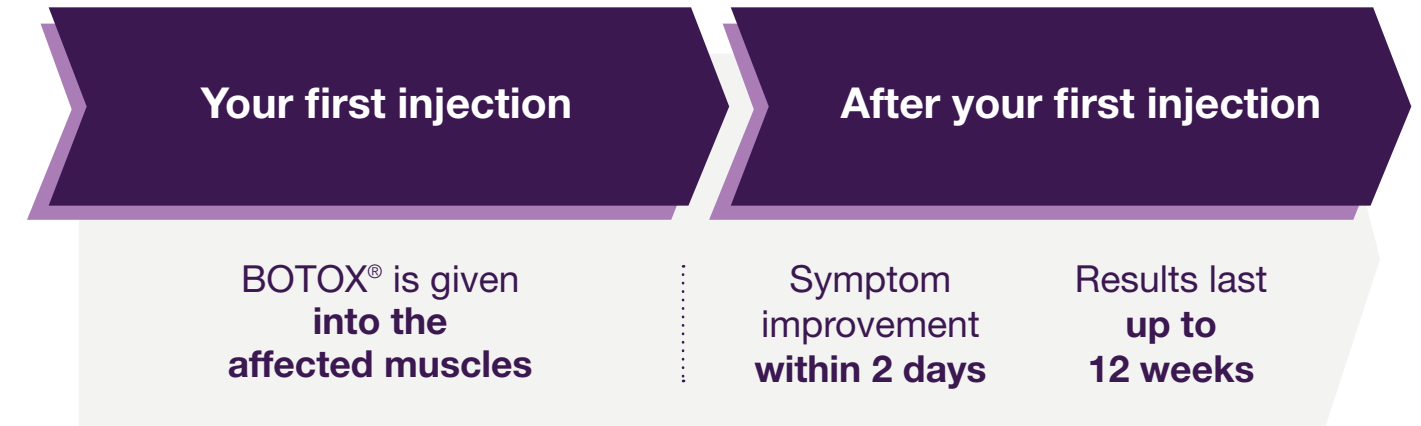 Your first injection
After your first injection
BOTOX® is given
into the
affected muscles
Symptom
improvement
within 2 days
Results last
up to
12 weeks